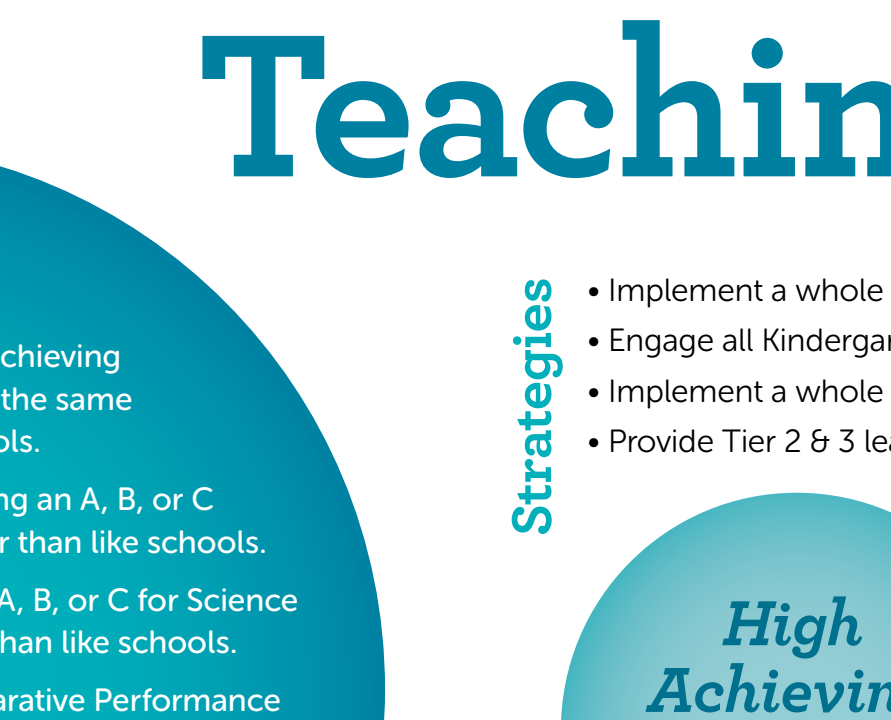 Teachin
chieving
the same
ols.
ng an A, B, or C
r than like schools.
A, B, or C for Science
han like schools.
arative Performance
Strategies
• Implement a whole
• Engage all Kindergar
• Implement a whole
• Provide Tier 2 & 3 lea
High
Achievin